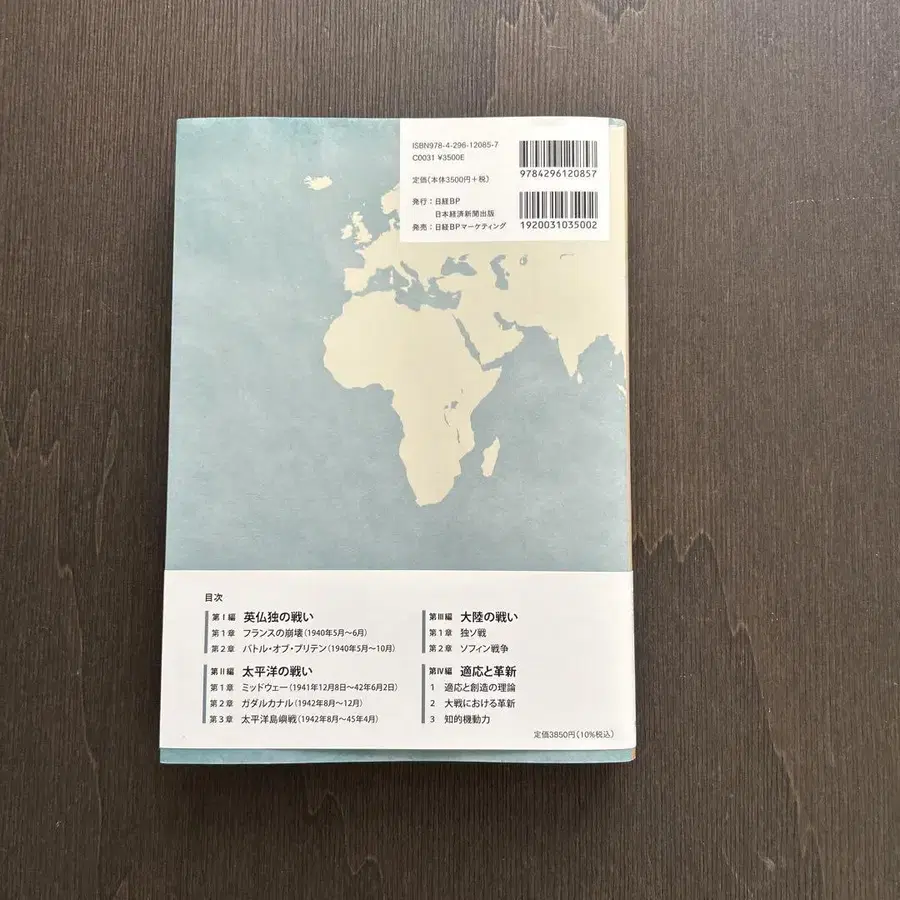 ISBN978-4-296-12085-7
C0031 ¥3500E
定価(本体3500円+税)
発行:日経BP
日本経済新聞出版
発売:日経BPマーケティング
9784296120857
1920031035002
目次
第Ⅰ編 英仏独の戦い
第1章 フランスの崩壊(1940年5月〜6月)
第2章 バトル・オブ・ブリテン(1940年5月〜10月)
第Ⅱ編 太平洋の戦い
第1章 ミッドウェー(1941年12月8日〜42年6月2日)
第2章 ガダルカナル(1942年8月〜12月)
第3章 太平洋島嶼戦(1942年8月〜45年4月)
第Ⅲ編 大陸の戦い
第1章 独ソ戦
第2章 ソフィン戦争
第Ⅳ編 適応と革新
1 適応と創造の理論
2 大戦における革新
3 知的機動力
定価3850円(10%税込)